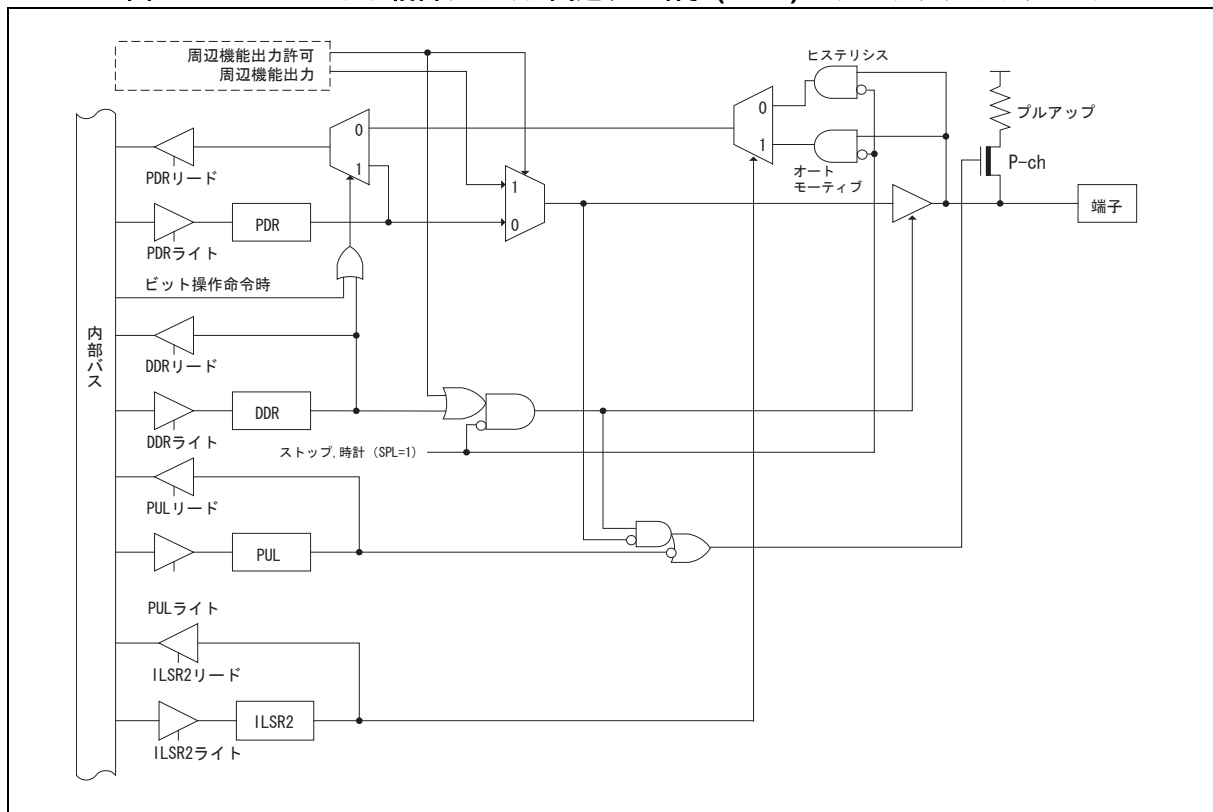 周辺機能出力許可
周辺機能出力
ヒステリシス
0
1
オート
モーティブ
プルアップ
P-ch
端子
0
1
1
0
PDRリード
PDR
PDRライト
ビット操作命令時
内部バス
DDRリード
DDR
DDRライト
ストップ,時計 (SPL=1)
PULリード
PUL
PULライト
ILSR2リード
ILSR2
ILSR2ライト